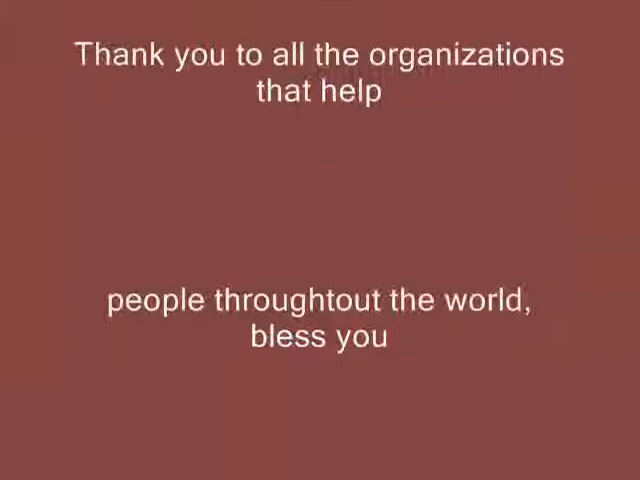 Thank you to all the organizations
that help
people throughtout the world,
bless you